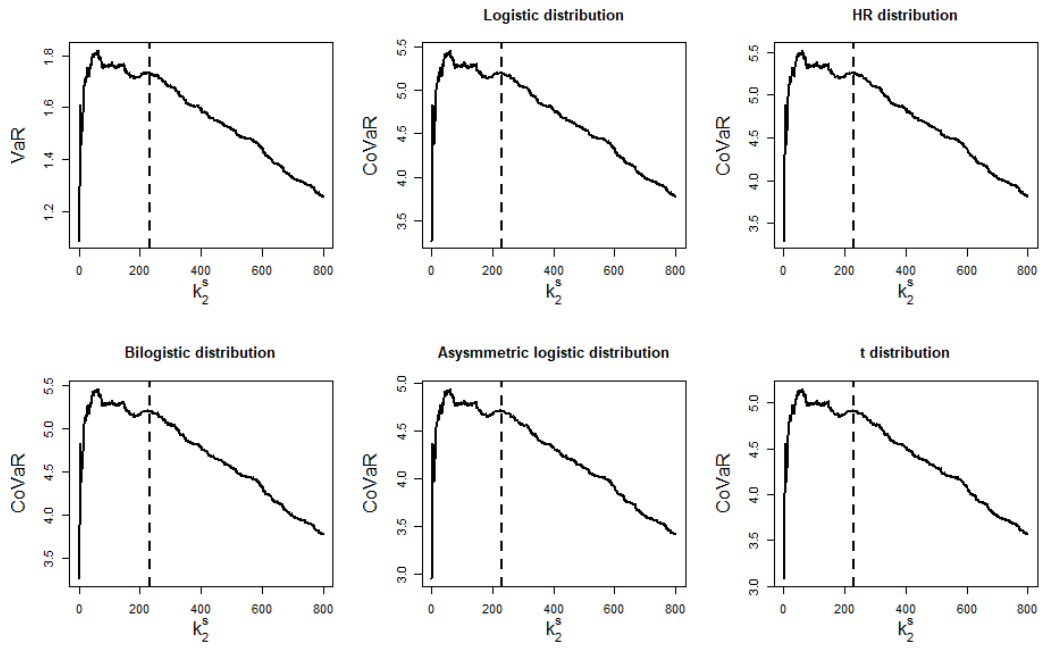 Logistic distribution
HR distribution
VaR
1.2 1.4 1.6 1.8
0 200 400 600 800
k₂ˢ
CoVaR
3.5 4.0 4.5 5.0 5.5
0 200 400 600 800
k₂ˢ
CoVaR
3.5 4.0 4.5 5.0 5.5
0 200 400 600 800
k₂ˢ
Bilogistic distribution
Asysmmetric logistic distribution
t distribution
CoVaR
3.5 4.0 4.5 5.0 5.5
0 200 400 600 800
k₂ˢ
CoVaR
3.0 3.5 4.0 4.5 5.0
0 200 400 600 800
k₂ˢ
CoVaR
3.0 3.5 4.0 4.5 5.0
0 200 400 600 800
k₂ˢ